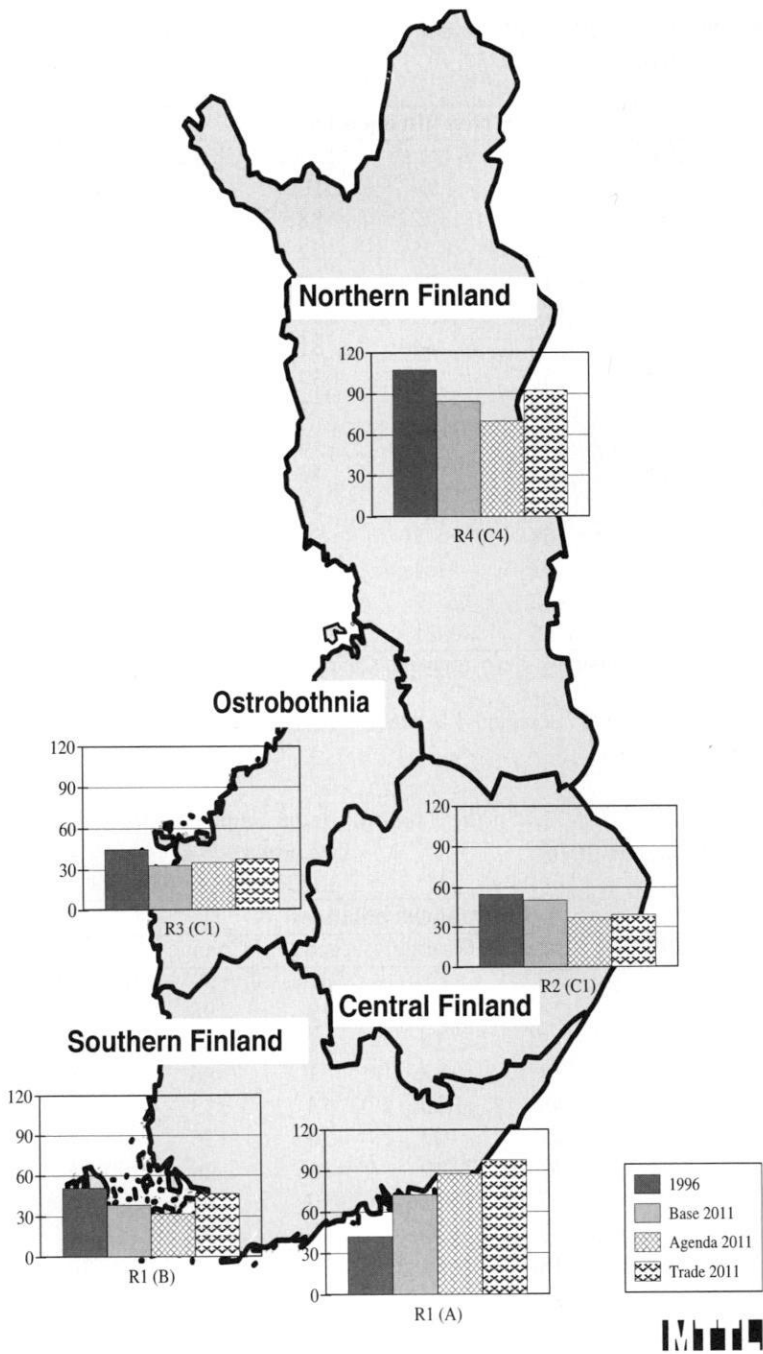 Northern Finland
120
90
60
30
0
R4 (C4)
Ostrobothnia
120
90
60
30
0
R3 (C1)
120
90
60
30
0
R2 (C1)
Central Finland
Southern Finland
120
90
60
30
0
R1 (B)
120
90
60
30
0
R1 (A)
1996
Base 2011
Agenda 2011
Trade 2011
MTTL